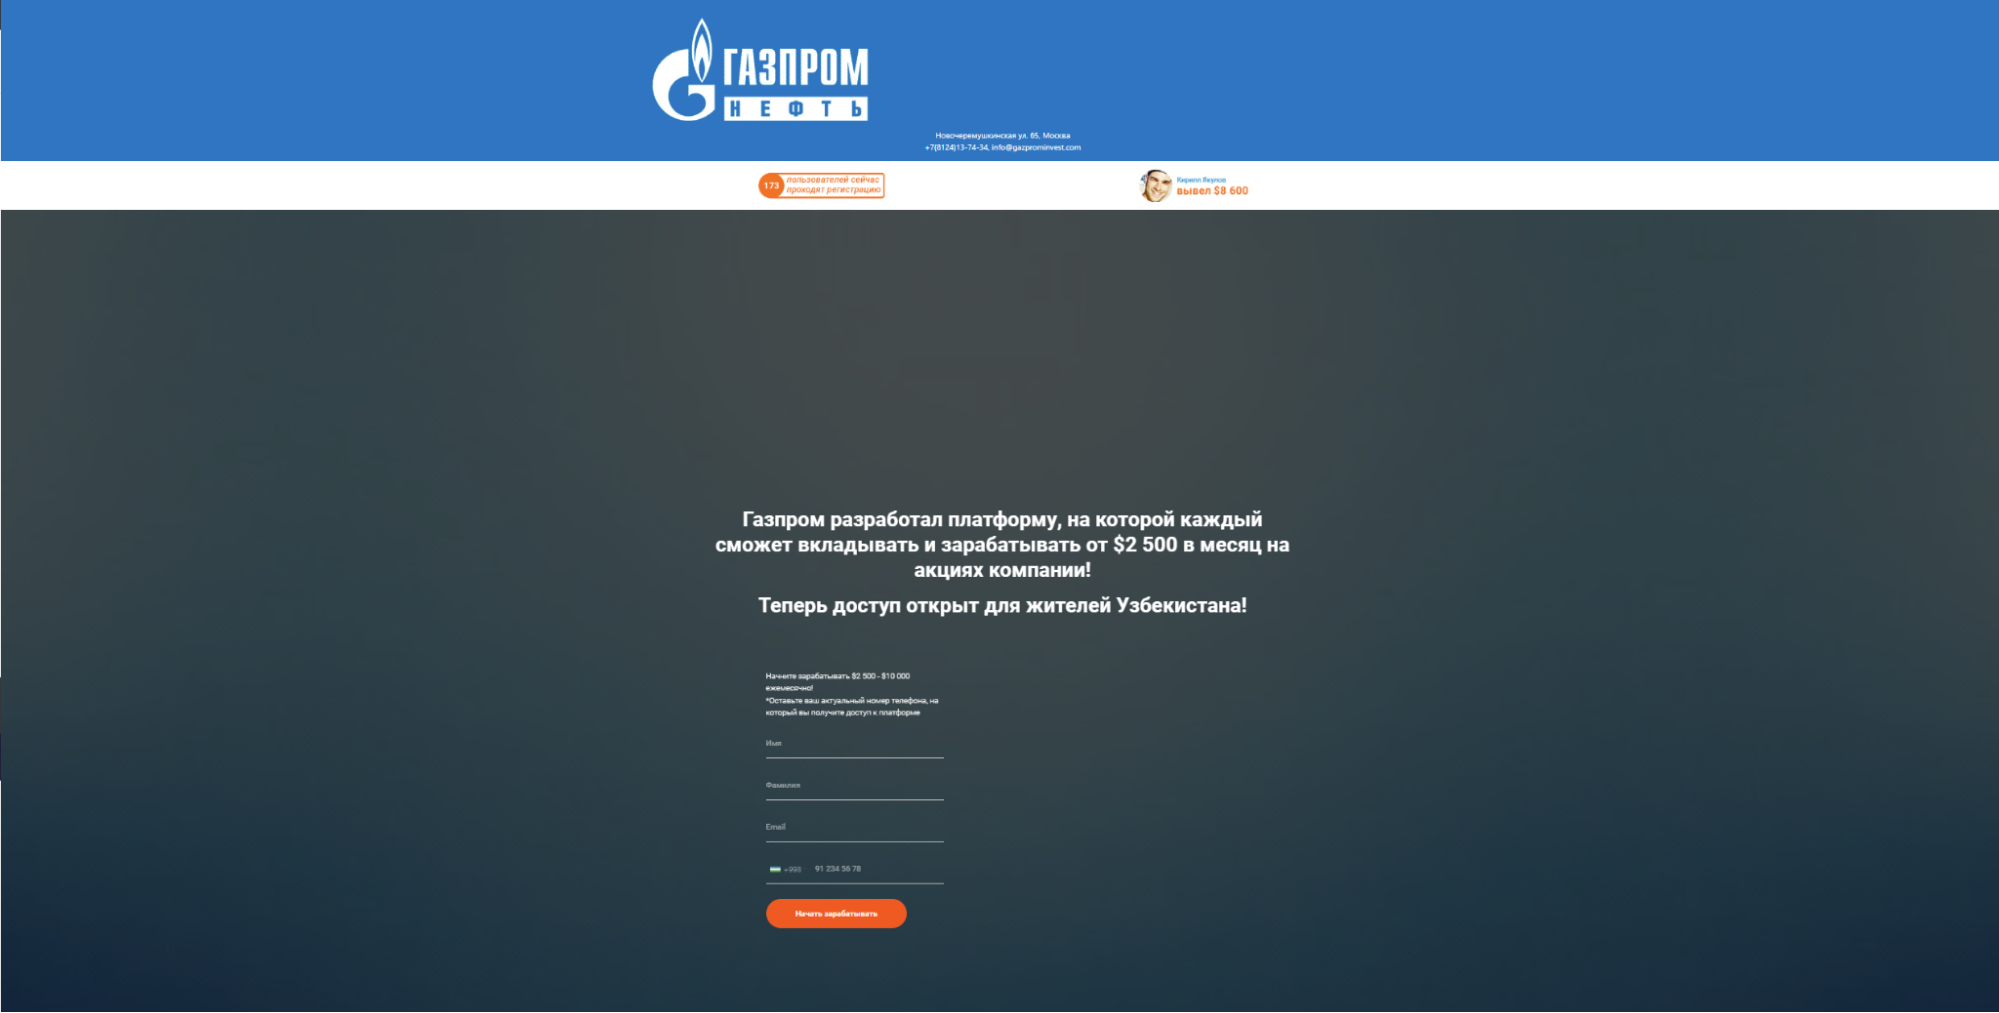 ГАЗПРОМ
НЕФТЬ
Новочеремушкинская ул. 65, Москва
+7(8124)13-74-34, info@gazprominvest.com
173 пользователей сейчас
проходят регистрацию
Кирилл Якупов
вывел $8 600
Газпром разработал платформу, на которой каждый
сможет вкладывать и зарабатывать от $2 500 в месяц на
акциях компании!
Теперь доступ открыт для жителей Узбекистана!
Начните зарабатывать $2 500 - $10 000
ежемесячно!
*Оставьте ваш актуальный номер телефона, на
который вы получите доступ к платформе
Имя
Фамилия
Email
+998 91 234 56 78
Начать зарабатывать